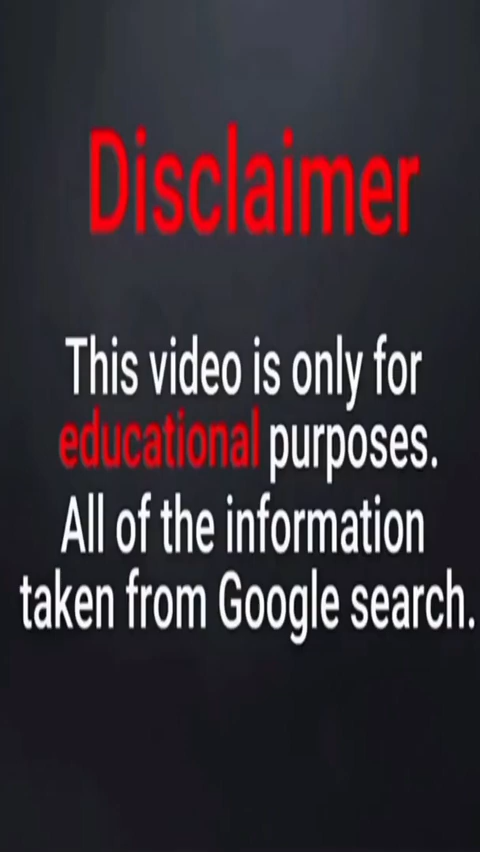 Disclaimer
This video is only for
educational purposes.
All of the information
taken from Google search.